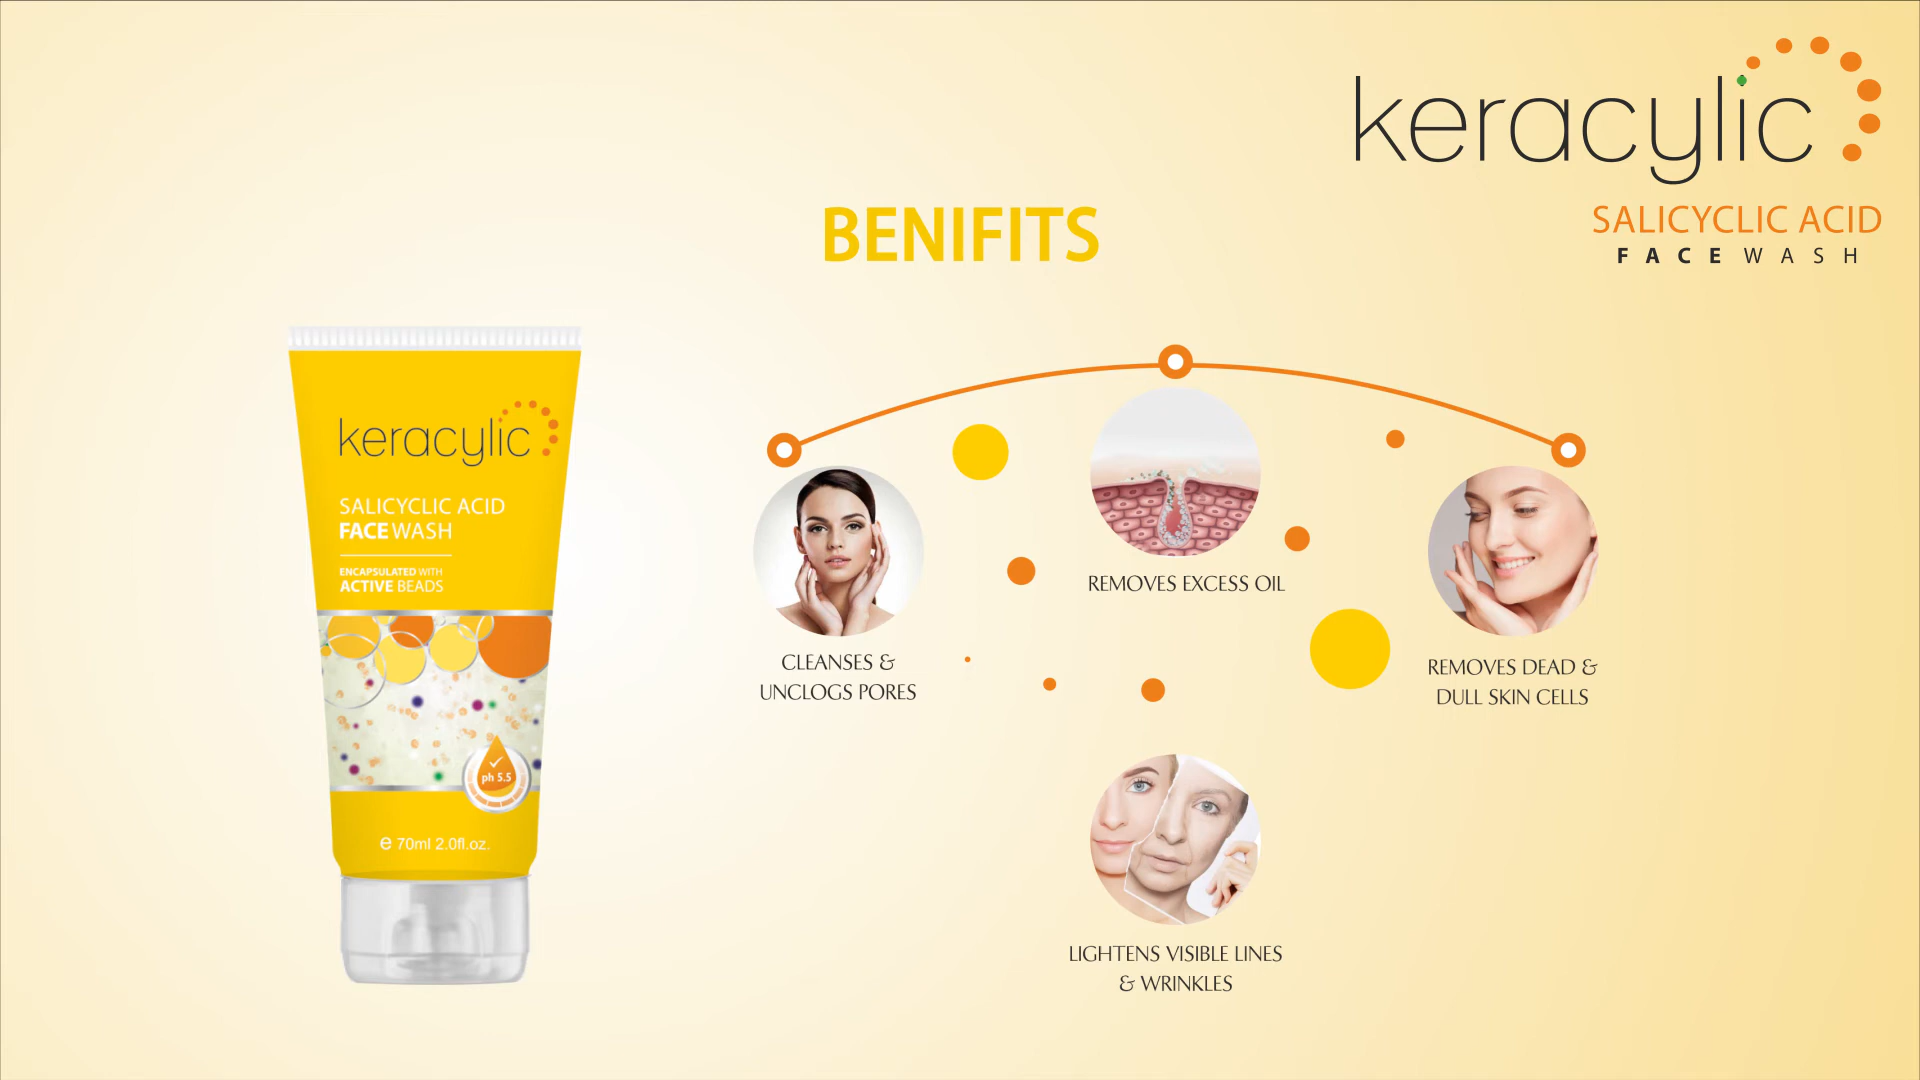 keracylic
SALICYCLIC ACID
FACE WASH
BENIFITS
keracylic
SALICYCLIC ACID
FACE WASH
ENCAPSULATED WITH
ACTIVE BEADS
ph 5.5
e 70ml 2.0fl.oz.
CLEANSES &
UNCLOGS PORES
REMOVES EXCESS OIL
REMOVES DEAD &
DULL SKIN CELLS
LIGHTENS VISIBLE LINES
& WRINKLES